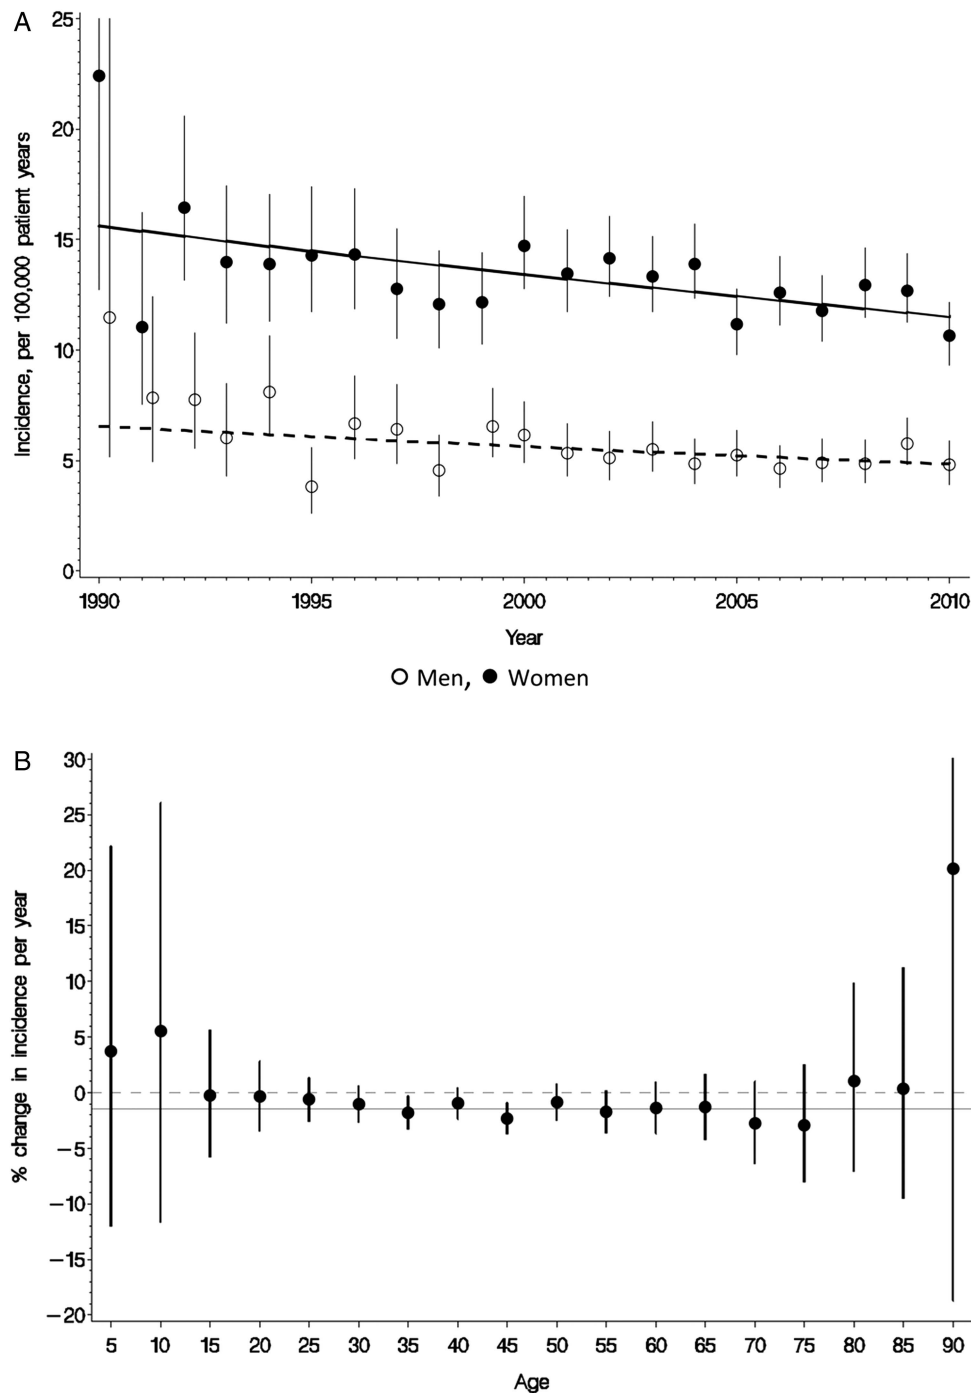 A
25
20
15
10
5
0
Incidence, per 100,000 patient years
1990 1995 2000 2005 2010
Year
Men, Women
B
30
25
20
15
10
5
0
−5
−10
−15
−20
% change in incidence per year
5 10 15 20 25 30 35 40 45 50 55 60 65 70 75 80 85 90
Age